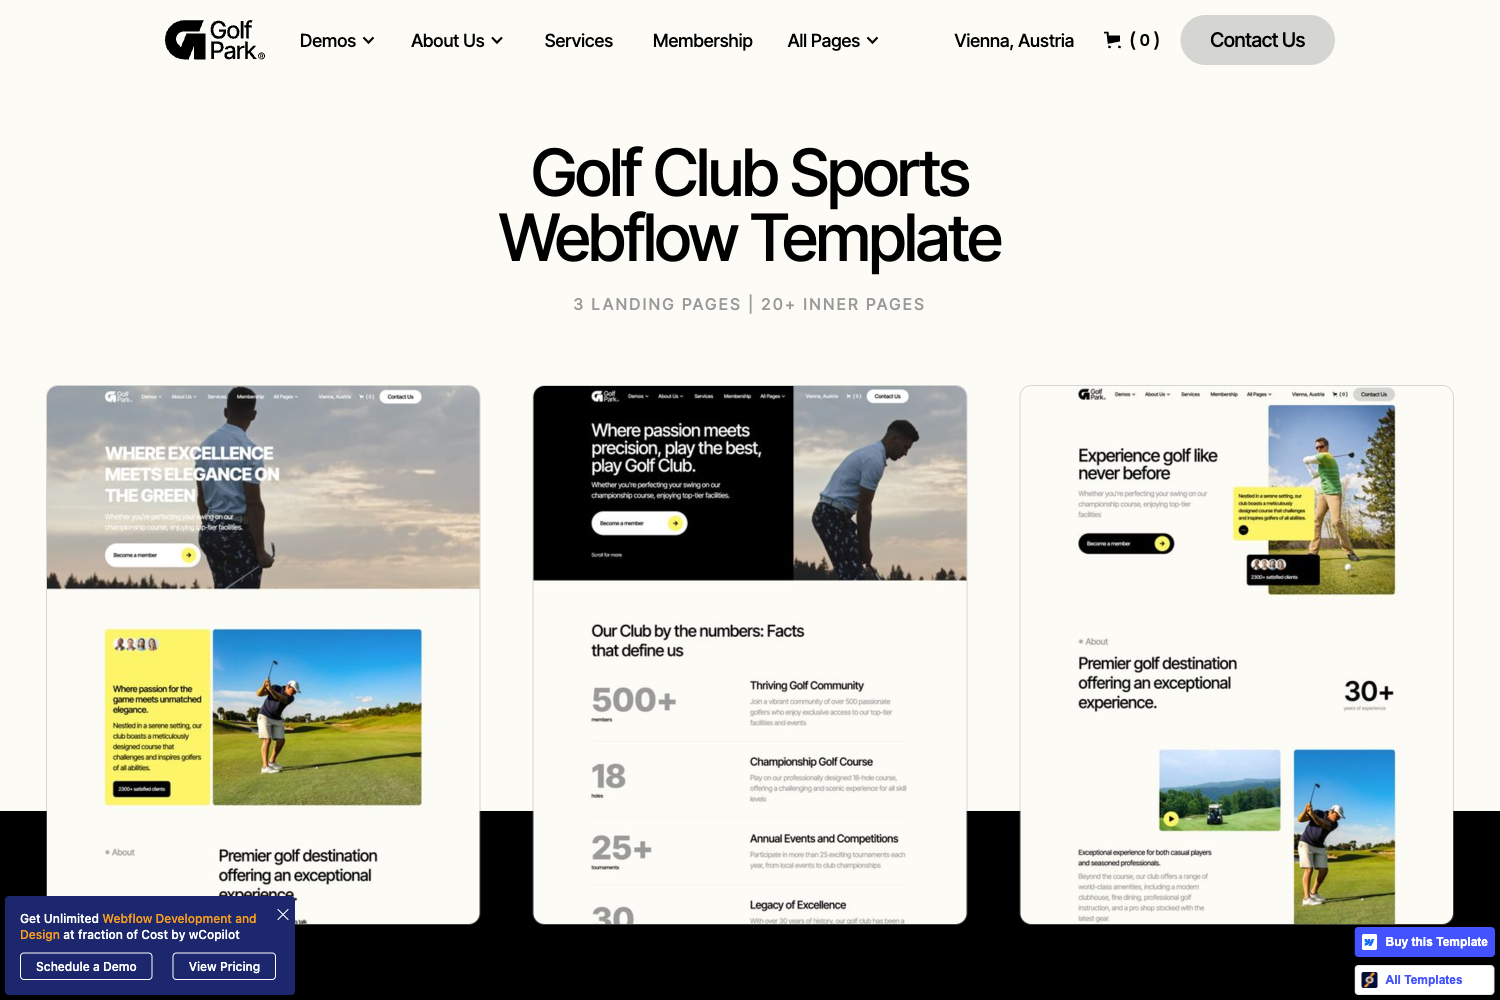 Golf
Park®
Demos
About Us
Services
Membership
All Pages
Vienna, Austria
( 0 )
Contact Us
Golf Club Sports
Webflow Template
3 LANDING PAGES | 20+ INNER PAGES
Golf
Park.
Demos
About Us
Services
Membership
All Pages
Vienna, Austria
( 0 )
Contact Us
WHERE EXCELLENCE
MEETS ELEGANCE ON
THE GREEN
Whether you're perfecting your swing on our
championship course, enjoying top-tier facilities.
Become a member
Where passion for the
game meets unmatched
elegance.
Nestled in a serene setting, our
club boasts a meticulously
designed course that
challenges and inspires golfers
of all abilities.
2300+ satisfied clients
* About
Premier golf destination
offering an exceptional
experience.
Golf
Park.
Demos
About Us
Services
Membership
All Pages
Vienna, Austria
( 0 )
Contact Us
Where passion meets
precision, play the best,
play Golf Club.
Whether you're perfecting your swing on our
championship course, enjoying top-tier facilities.
Become a member
Scroll for more
Our Club by the numbers: Facts
that define us
500+
members
Thriving Golf Community
Join a vibrant community of over 500 passionate
golfers who enjoy exclusive access to our top-tier
facilities and events
18
holes
Championship Golf Course
Play on our professionally designed 18-hole course,
offering a challenging and scenic experience for all skill
levels
25+
tournaments
Annual Events and Competitions
Participate in more than 25 exciting tournaments each
year, from local events to club championships
30
Legacy of Excellence
With over 30 years of history, our golf club has been a
Golf
Park.
Demos
About Us
Services
Membership
All Pages
Vienna, Austria
( 0 )
Contact Us
Experience golf like
never before
Whether you're perfecting your swing on our
championship course, enjoying top-tier
facilities
Become a member
Nestled in a serene setting, our
club boasts a meticulously
designed course that challenges
and inspires golfers of all abilities.
2300+ satisfied clients
* About
Premier golf destination
offering an exceptional
experience.
30+
years of experience
Exceptional experience for both casual players
and seasoned professionals.
Beyond the course, our club offers a range of
world-class amenities, including a modern
clubhouse, fine dining, professional golf
instruction, and a pro shop stocked with the
latest gear.
Get Unlimited Webflow Development and
Design at fraction of Cost by wCopilot
Schedule a Demo
View Pricing
Buy this Template
All Templates